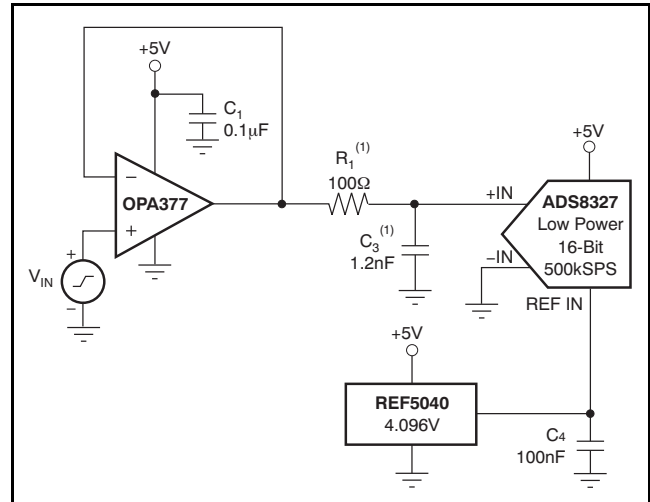 +5V
C1
0.1μF
−
OPA377
+
+
VIN
−
R1(1)
100Ω
C3(1)
1.2nF
+5V
+IN
ADS8327
Low Power
16-Bit
500kSPS
−IN
REF IN
+5V
REF5040
4.096V
C4
100nF